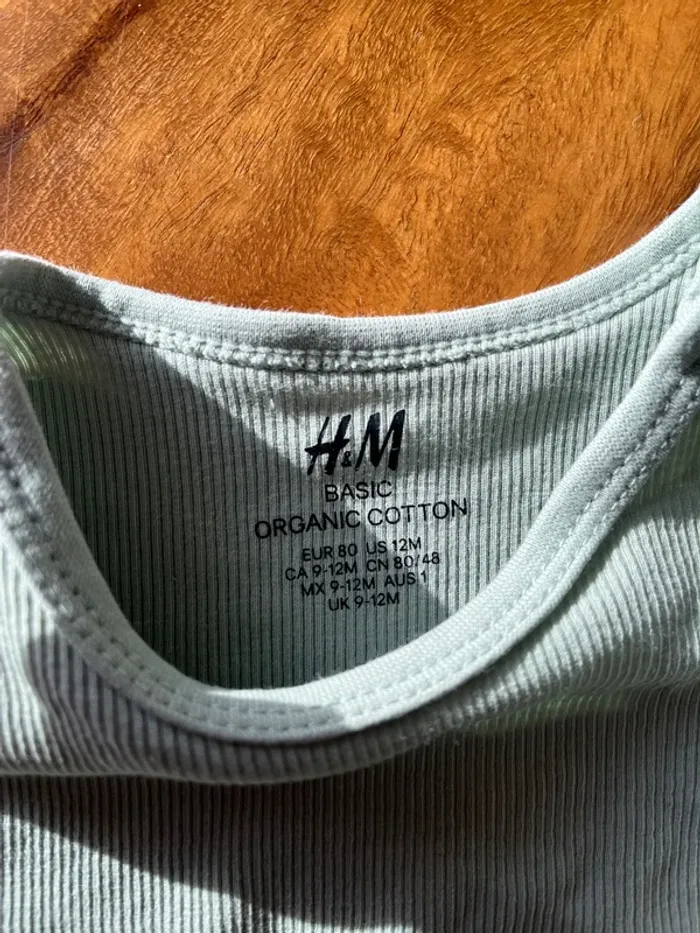 H&M
BASIC
ORGANIC COTTON
EUR 80 US 12M
CA 9-12M CN 80/48
MX 9-12M AUS 1
UK 9-12M